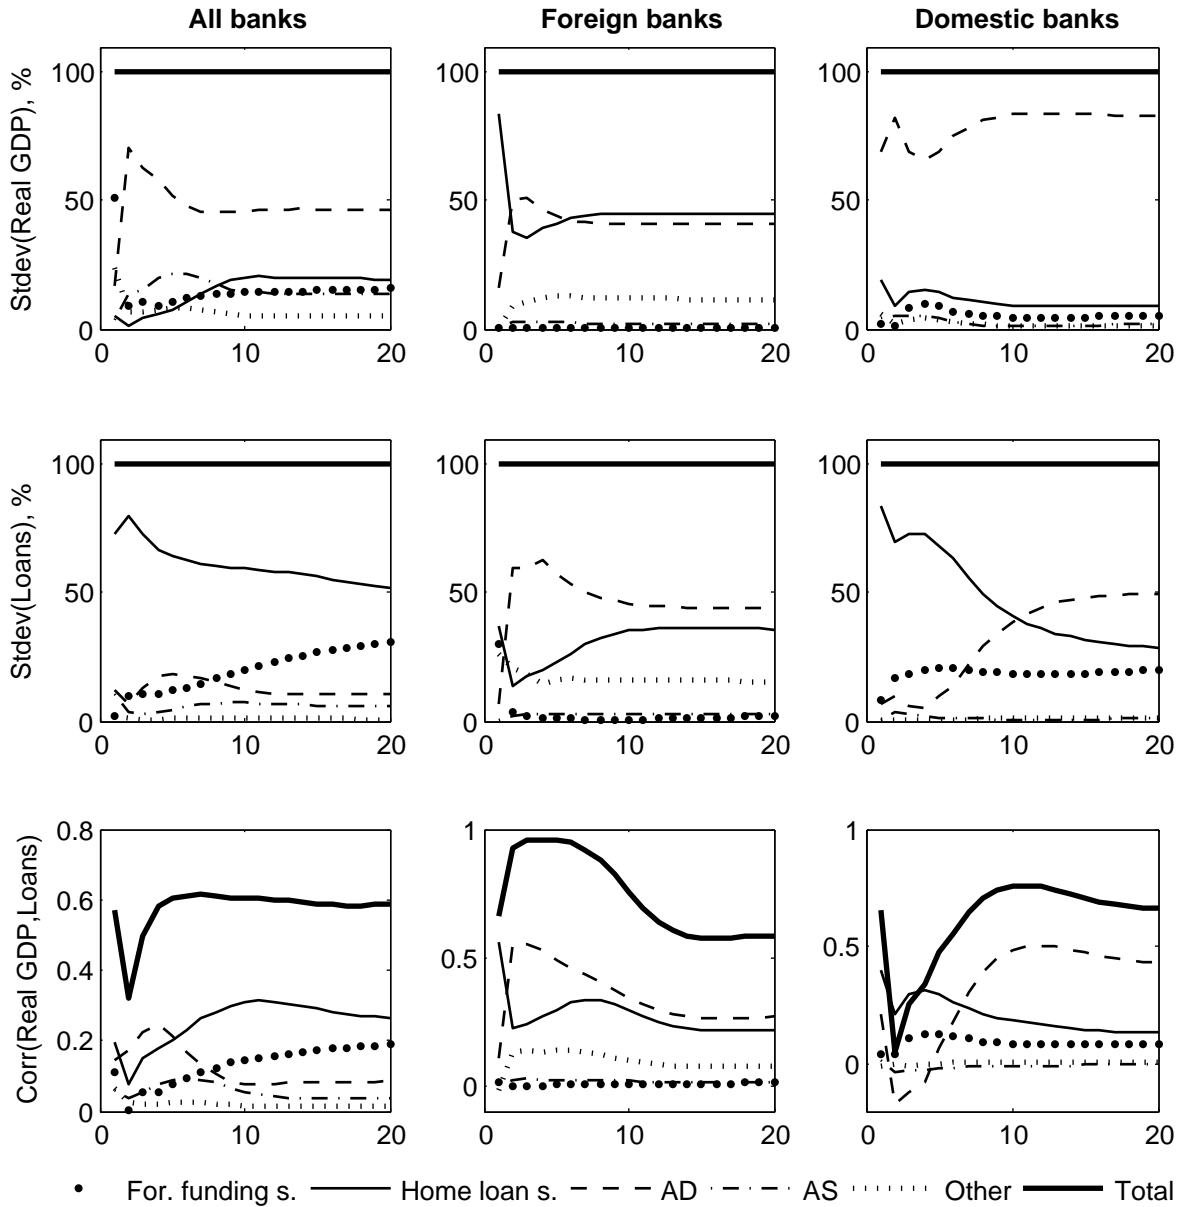 All banks Foreign banks Domestic banks
Stdev(Real GDP), %
100 50 0
0 10 20
100 50 0
0 10 20
100 50 0
0 10 20
Stdev(Loans), %
100 50 0
0 10 20
100 50 0
0 10 20
100 50 0
0 10 20
Corr(Real GDP,Loans)
0.8 0.6 0.4 0.2 0
0 10 20
1 0.5 0
0 10 20
1 0.5 0
0 10 20
For. funding s. Home loan s. AD AS Other Total